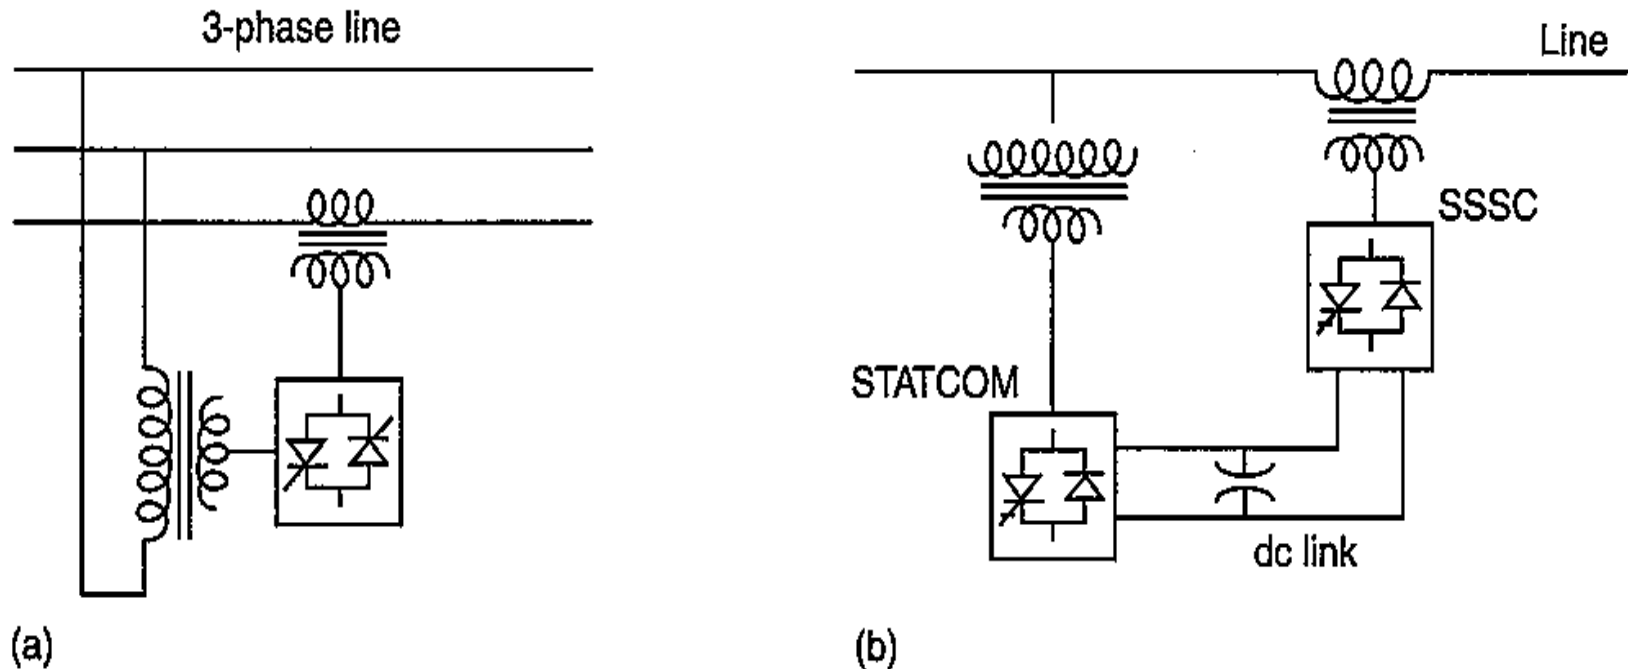 3-phase line
(a)
Line
SSSC
STATCOM
dc link
(b)